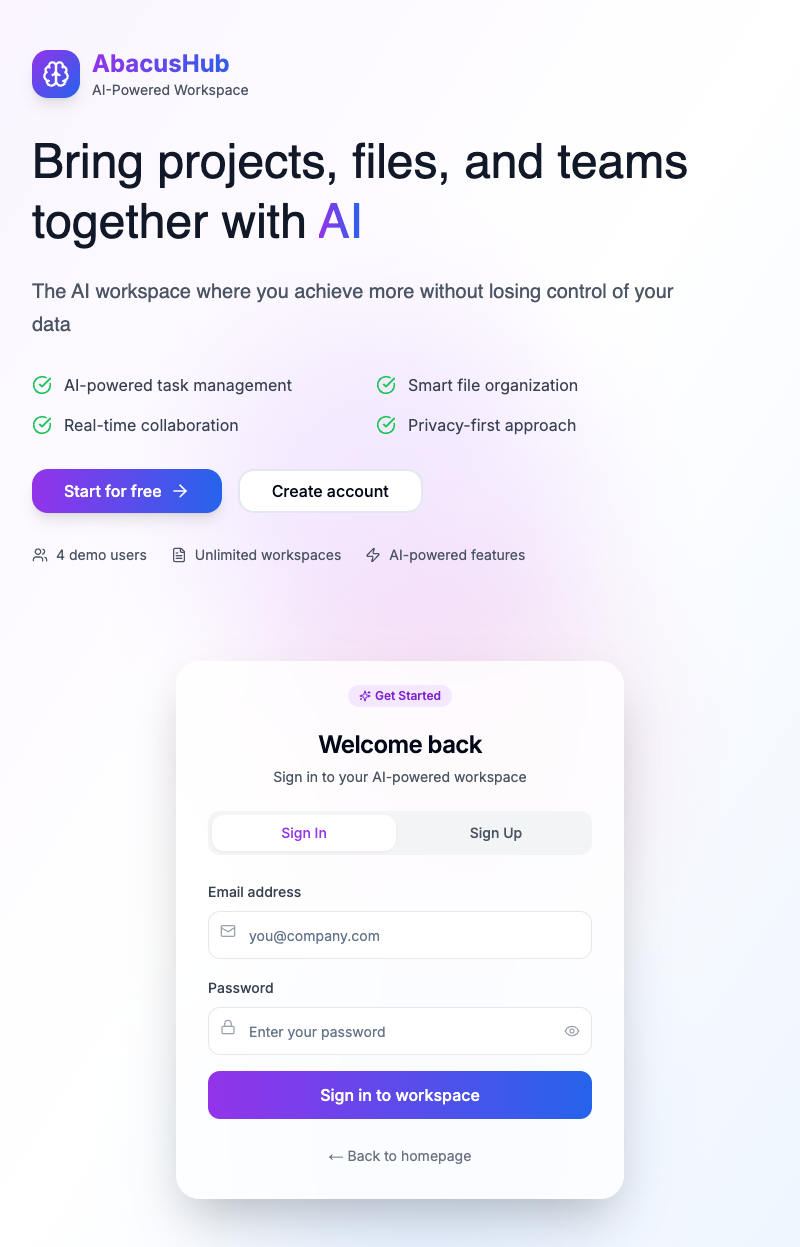 AbacusHub
AI-Powered Workspace
Bring projects, files, and teams
together with AI
The AI workspace where you achieve more without losing control of your
data
AI-powered task management
Smart file organization
Real-time collaboration
Privacy-first approach
Start for free
Create account
4 demo users
Unlimited workspaces
AI-powered features
Get Started
Welcome back
Sign in to your AI-powered workspace
Sign In
Sign Up
Email address
you@company.com
Password
Enter your password
Sign in to workspace
← Back to homepage